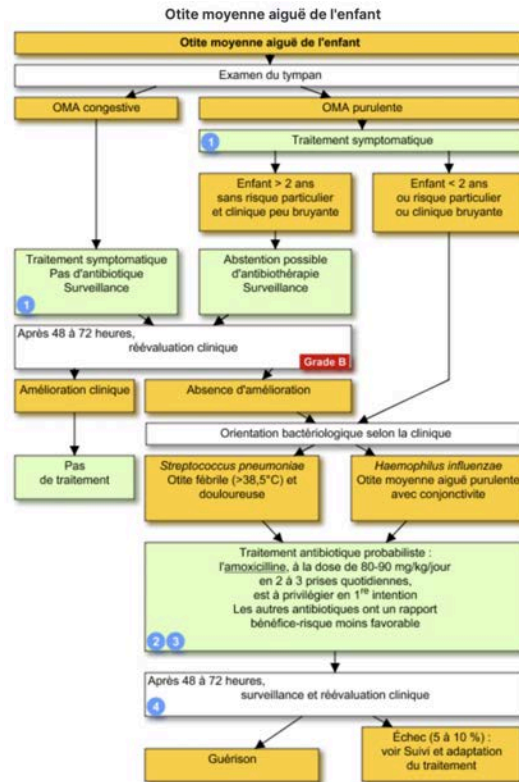 Otite moyenne aiguë de l'enfant
Otite moyenne aiguë de l'enfant
Examen du tympan
OMA congestive
OMA purulente
1
Traitement symptomatique
Enfant > 2 ans
sans risque particulier
et clinique peu bruyante
Enfant < 2 ans
ou risque particulier
ou clinique bruyante
Traitement symptomatique
Pas d'antibiotique
Surveillance
1
Abstention possible
d'antibiothérapie
Surveillance
Après 48 à 72 heures,
réévaluation clinique
Grade B
Amélioration clinique
Absence d'amélioration
Orientation bactériologique selon la clinique
Pas
de traitement
Streptococcus pneumoniae
Otite fébrile (>38,5°C) et
douloureuse
Haemophilus influenzae
Otite moyenne aiguë purulente
avec conjonctivite
Traitement antibiotique probabiliste :
l'amoxicilline, à la dose de 80-90 mg/kg/jour
en 2 à 3 prises quotidiennes,
est à privilégier en 1re intention
Les autres antibiotiques ont un rapport
bénéfice-risque moins favorable
2 3
Après 48 à 72 heures,
surveillance et réévaluation clinique
4
Guérison
Échec (5 à 10 %) :
voir Suivi et adaptation
du traitement